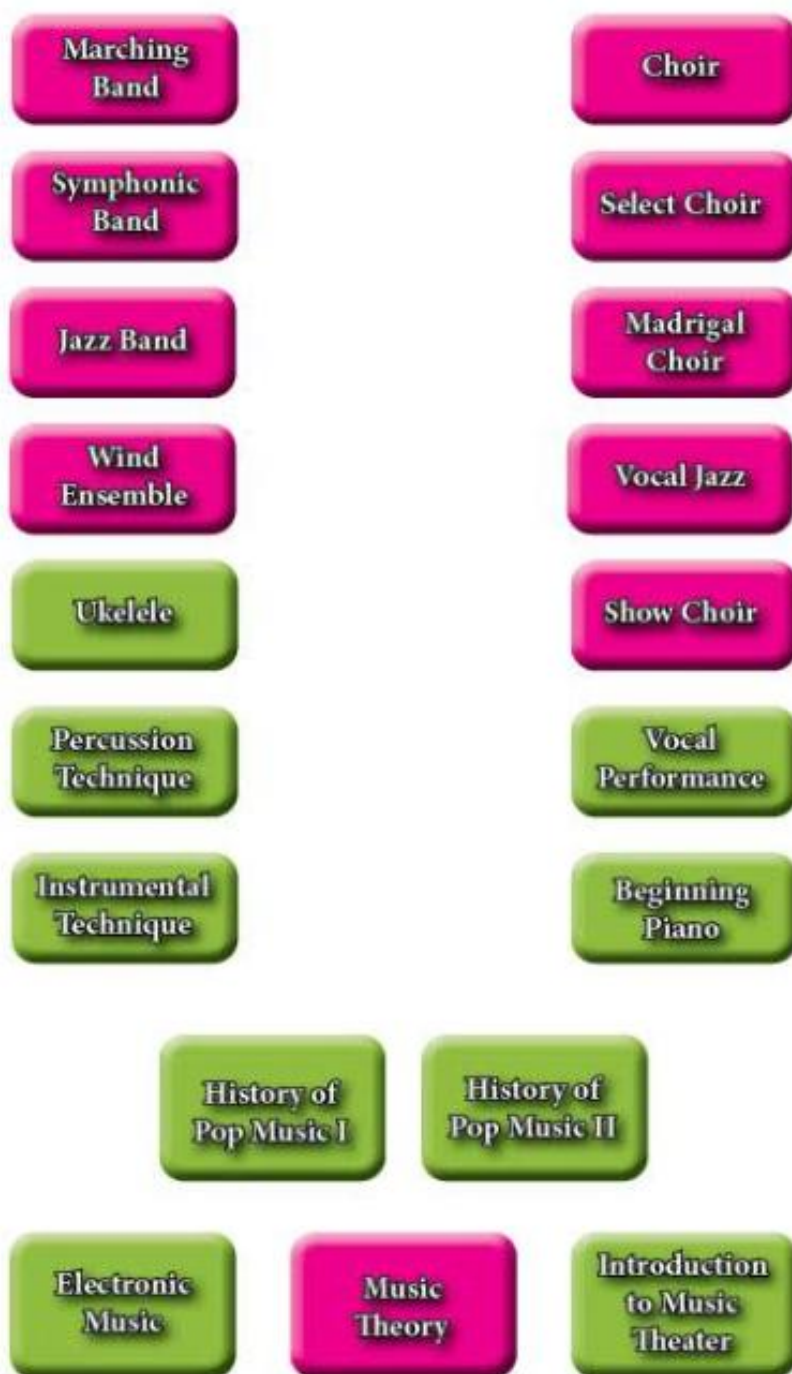 Marching
Band
Choir
Symphonic
Band
Select Choir
Jazz Band
Madrigal
Choir
Wind
Ensemble
Vocal Jazz
Ukelele
Show Choir
Percussion
Technique
Vocal
Performance
Instrumental
Technique
Beginning
Piano
History of
Pop Music I
History of
Pop Music II
Electronic
Music
Music
Theory
Introduction
to Music
Theater